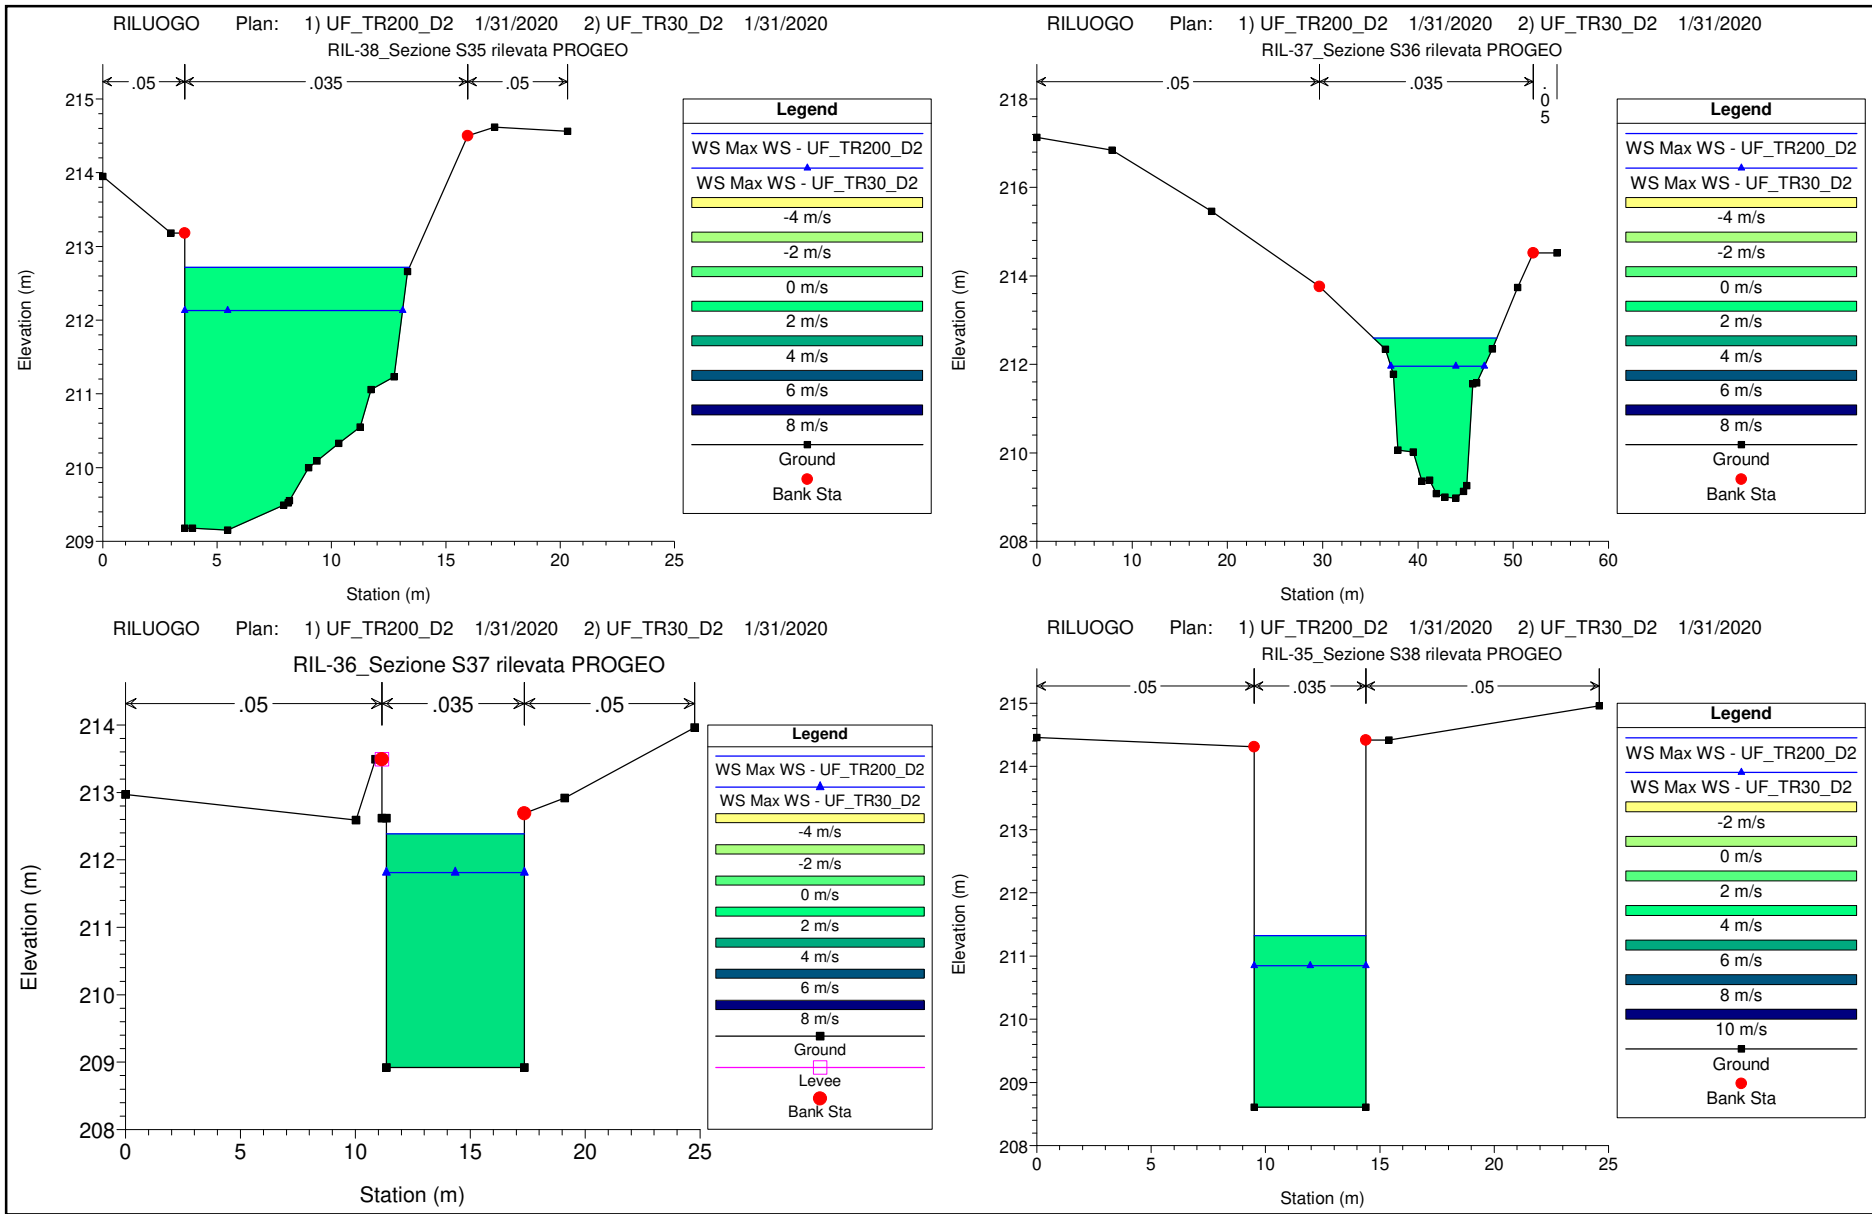 RILUOGO Plan: 1) UF_TR200_D2 1/31/2020 2) UF_TR30_D2 1/31/2020
RIL-38_Sezione S35 rilevata PROGEO
.05 .035 .05
215
214
213
212
211
210
209
Elevation (m)
0 5 10 15 20 25
Station (m)
Legend
WS Max WS - UF_TR200_D2
WS Max WS - UF_TR30_D2
-4 m/s
-2 m/s
0 m/s
2 m/s
4 m/s
6 m/s
8 m/s
Ground
Bank Sta
RILUOGO Plan: 1) UF_TR200_D2 1/31/2020 2) UF_TR30_D2 1/31/2020
RIL-37_Sezione S36 rilevata PROGEO
.05 .035 .05
218
216
214
212
210
208
Elevation (m)
0 10 20 30 40 50 60
Station (m)
Legend
WS Max WS - UF_TR200_D2
WS Max WS - UF_TR30_D2
-4 m/s
-2 m/s
0 m/s
2 m/s
4 m/s
6 m/s
8 m/s
Ground
Bank Sta
RILUOGO Plan: 1) UF_TR200_D2 1/31/2020 2) UF_TR30_D2 1/31/2020
RIL-36_Sezione S37 rilevata PROGEO
.05 .035 .05
214
213
212
211
210
209
208
Elevation (m)
0 5 10 15 20 25
Station (m)
Legend
WS Max WS - UF_TR200_D2
WS Max WS - UF_TR30_D2
-4 m/s
-2 m/s
0 m/s
2 m/s
4 m/s
6 m/s
8 m/s
Ground
Levee
Bank Sta
RILUOGO Plan: 1) UF_TR200_D2 1/31/2020 2) UF_TR30_D2 1/31/2020
RIL-35_Sezione S38 rilevata PROGEO
.05 .035 .05
215
214
213
212
211
210
209
208
Elevation (m)
0 5 10 15 20 25
Station (m)
Legend
WS Max WS - UF_TR200_D2
WS Max WS - UF_TR30_D2
-2 m/s
0 m/s
2 m/s
4 m/s
6 m/s
8 m/s
10 m/s
Ground
Bank Sta